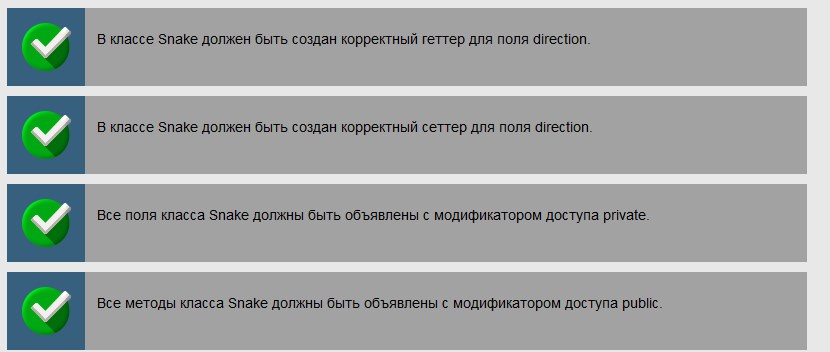 В классе Snake должен быть создан корректный геттер для поля direction.
В классе Snake должен быть создан корректный сеттер для поля direction.
Все поля класса Snake должны быть объявлены с модификатором доступа private.
Все методы класса Snake должны быть объявлены с модификатором доступа public.